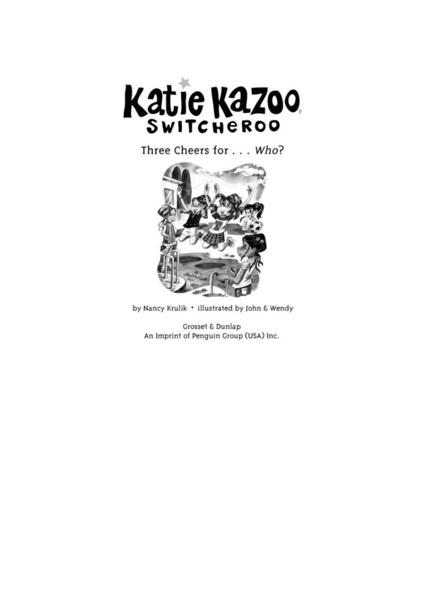 Katie Kazoo,
SWITCHEROO
Three Cheers for . . . Who?
by Nancy Krulik • illustrated by John & Wendy
Grosset & Dunlap
An Imprint of Penguin Group (USA) Inc.